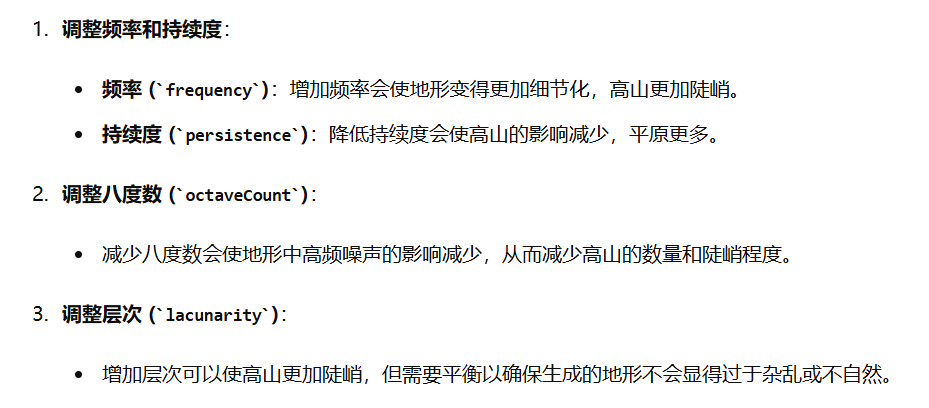 1. 调整频率和持续度：
• 频率 (`frequency`)：增加频率会使地形变得更加细节化，高山更加陡峭。
• 持续度 (`persistence`)：降低持续度会使高山的影响减少，平原更多。
2. 调整八度数 (`octaveCount`)：
• 减少八度数会使地形中高频噪声的影响减少，从而减少高山的数量和陡峭程度。
3. 调整层次 (`lacunarity`)：
• 增加层次可以使高山更加陡峭，但需要平衡以确保生成的地形不会显得过于杂乱或不自然。